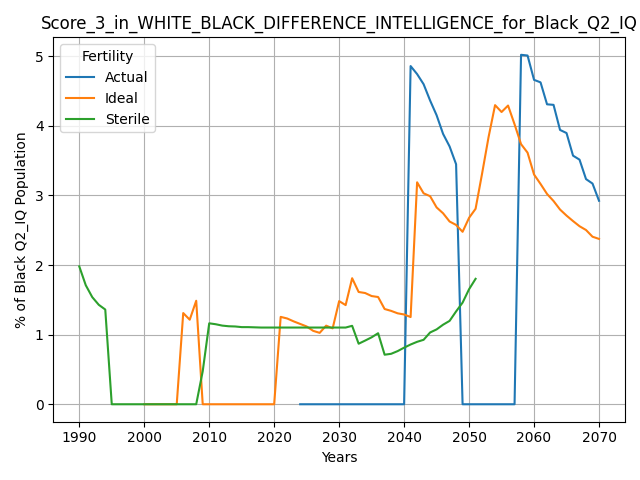 Score_3_in_WHITE_BLACK_DIFFERENCE_INTELLIGENCE_for_Black_Q2_IQ
Fertility
Actual
Ideal
Sterile
% of Black Q2_IQ Population
5
4
3
2
1
0
1990 2000 2010 2020 2030 2040 2050 2060 2070
Years